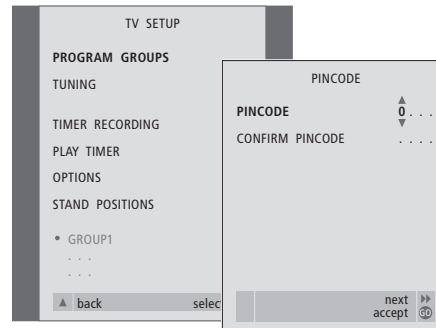 TV SETUP
PROGRAM GROUPS
TUNING
TIMER RECORDING
PLAY TIMER
OPTIONS
STAND POSITIONS
• GROUP1
. . .
. . .
▲ back selec
PINCODE
PINCODE 0 . . .
CONFIRM PINCODE . . . .
next
accept GO